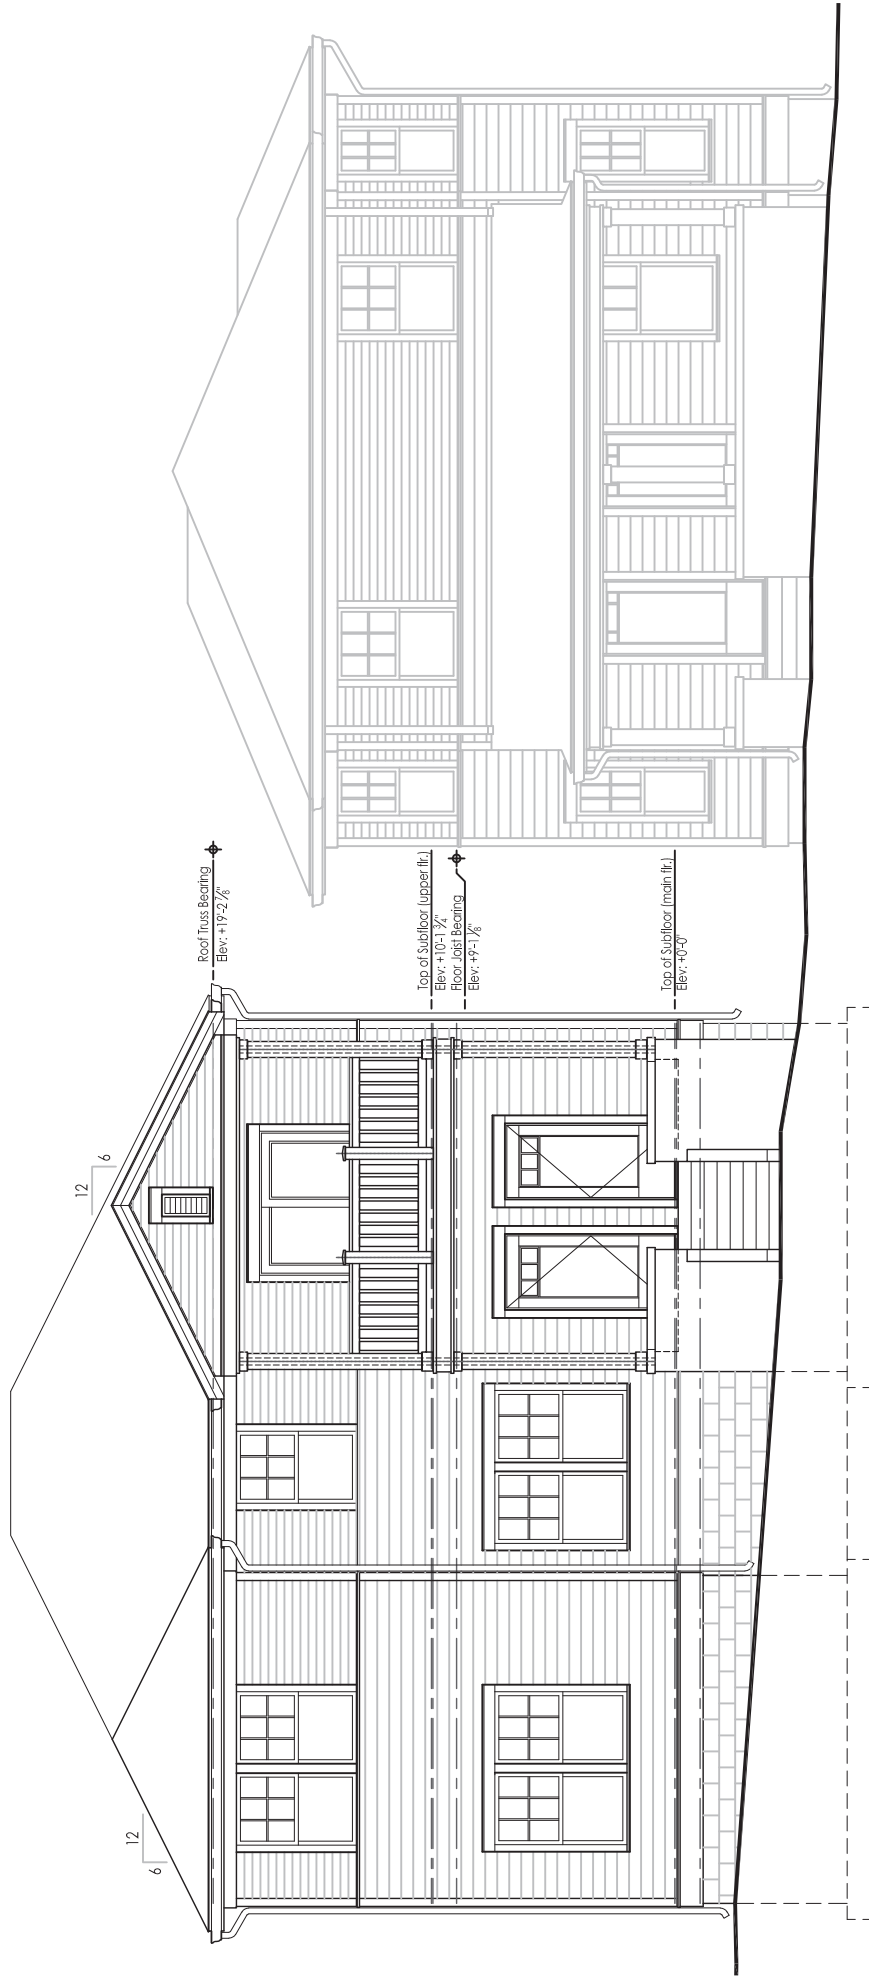 12
6
12
6
Roof Truss Bearing
Elev: +19'-2 7/8"
Top of Subfloor (upper flr.)
Elev: +10'-1 3/4"
Floor Joist Bearing
Elev: +9'-1 1/8"
Top of Subfloor (main flr.)
Elev: +0'-0"